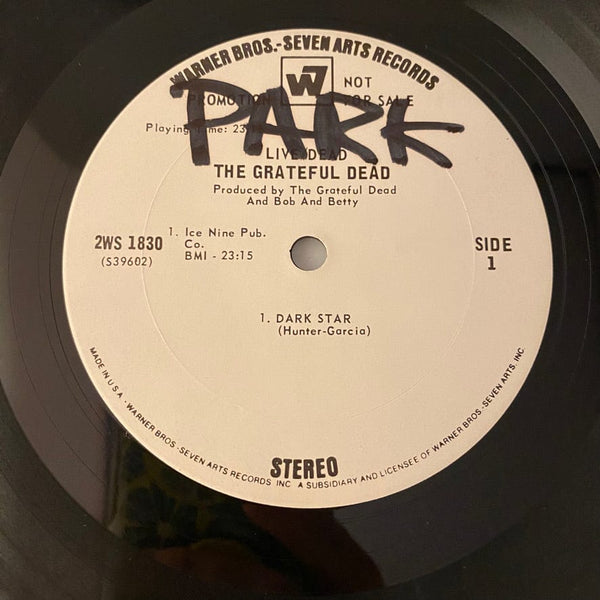 WARNER BROS.-SEVEN ARTS RECORDS
W7
NOT
PROMOTION FOR SALE
PARK
Playing Time: 23
LIVE/DEAD
THE GRATEFUL DEAD
Produced by The Grateful Dead
And Bob And Betty
2WS 1830
(S39602)
1. Ice Nine Pub.
Co.
BMI - 23:15
SIDE
1
1. DARK STAR
(Hunter-Garcia)
STEREO
MADE IN U.S.A. · WARNER BROS.-SEVEN ARTS RECORDS INC. A SUBSIDIARY AND LICENSEE OF WARNER BROS.-SEVEN ARTS, INC.